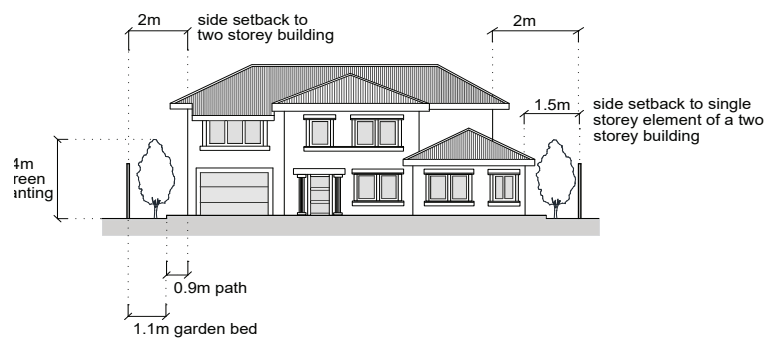 2m
side setback to
two storey building
2m
1.5m
side setback to single
storey element of a two
storey building
4m
0.9m path
1.1m garden bed